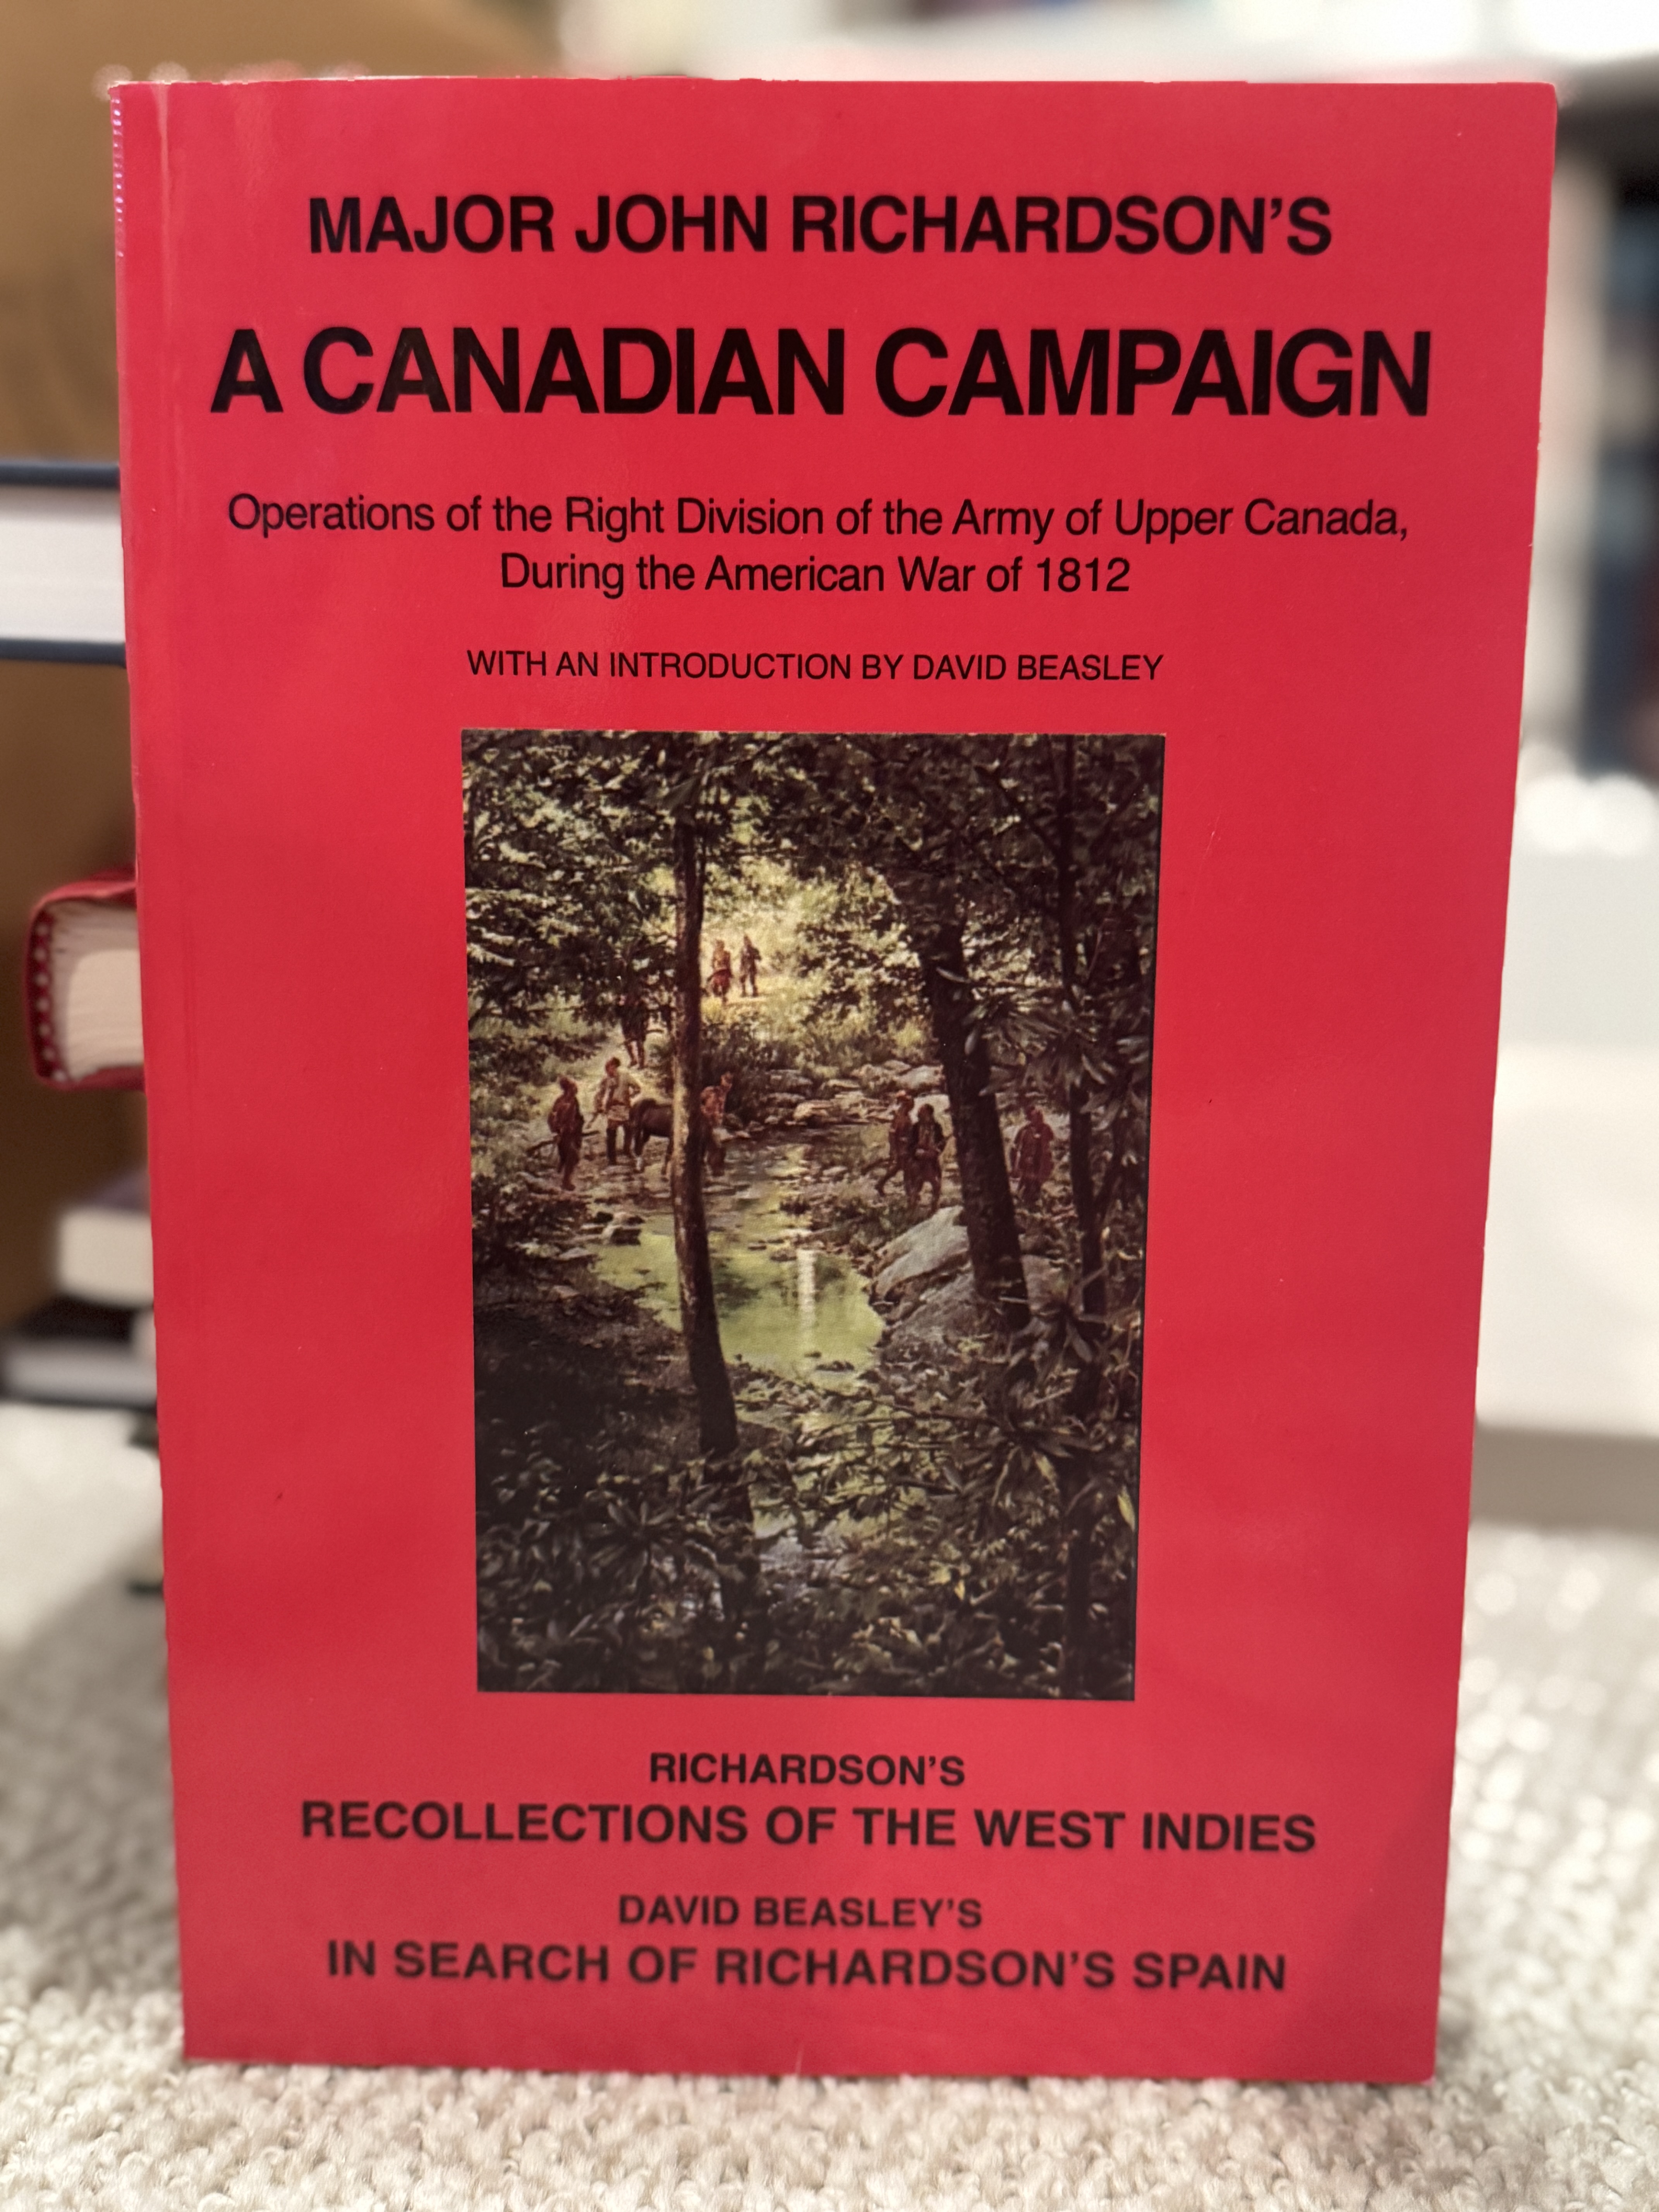 MAJOR JOHN RICHARDSON'S
A CANADIAN CAMPAIGN
Operations of the Right Division of the Army of Upper Canada,
During the American War of 1812
WITH AN INTRODUCTION BY DAVID BEASLEY
RICHARDSON'S
RECOLLECTIONS OF THE WEST INDIES
DAVID BEASLEY'S
IN SEARCH OF RICHARDSON'S SPAIN